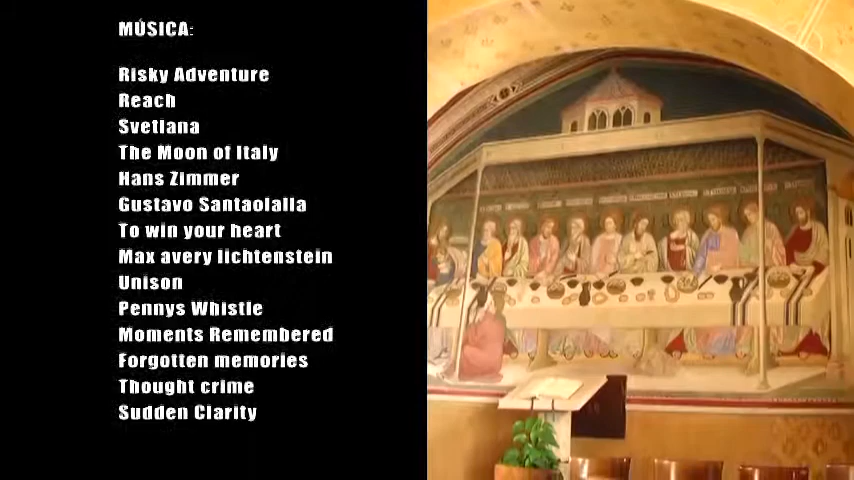 MÚSICA:
Risky Adventure
Reach
Svetlana
The Moon of Italy
Hans Zimmer
Gustavo Santaolalla
To win your heart
Max avery lichtenstein
Unison
Pennys Whistle
Moments Remembered
Forgotten memories
Thought crime
Sudden Clarity